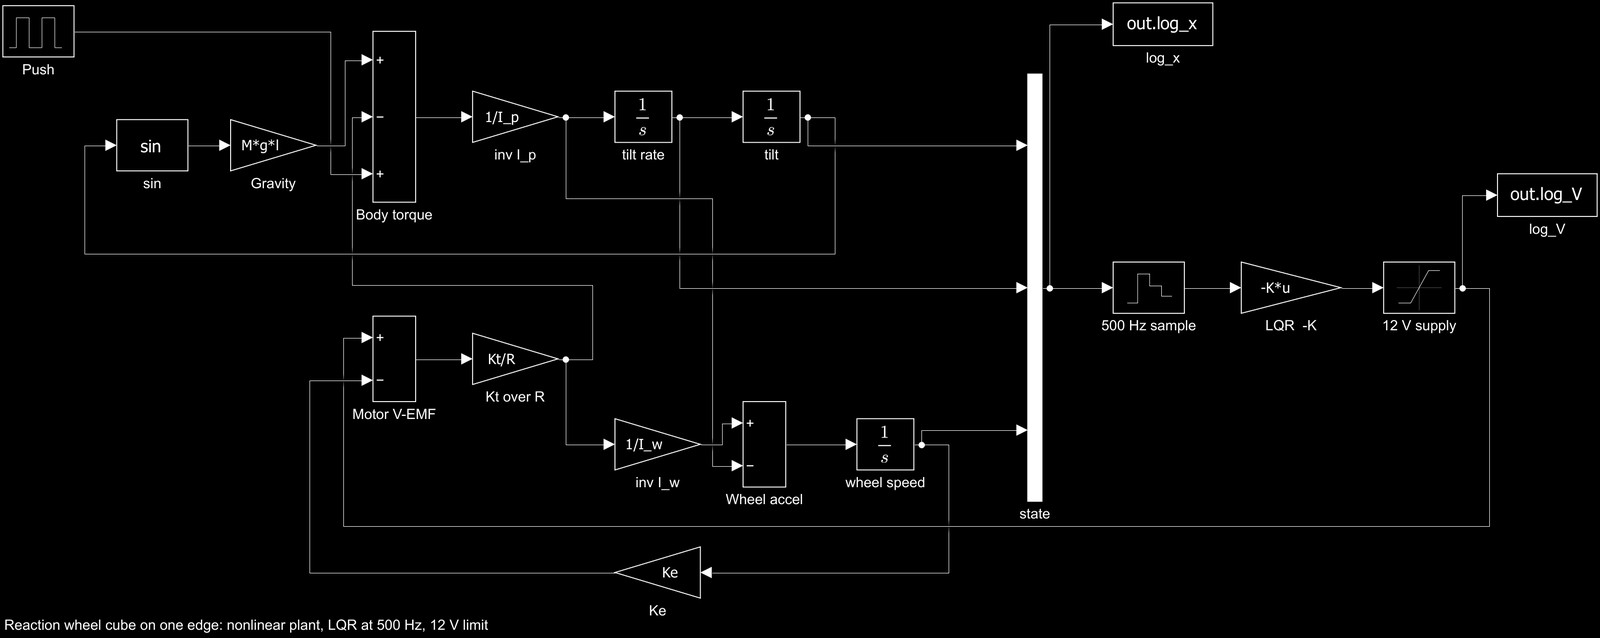 out.log_x
log_x
Push
+
−
+
Body torque
sin
sin
M*g*l
Gravity
1/I_p
inv I_p
1
s
tilt rate
1
s
tilt
state
500 Hz sample
-K*u
LQR -K
12 V supply
out.log_V
log_V
+
−
Motor V-EMF
Kt/R
Kt over R
1/I_w
inv I_w
+
−
Wheel accel
1
s
wheel speed
Ke
Ke
Reaction wheel cube on one edge: nonlinear plant, LQR at 500 Hz, 12 V limit